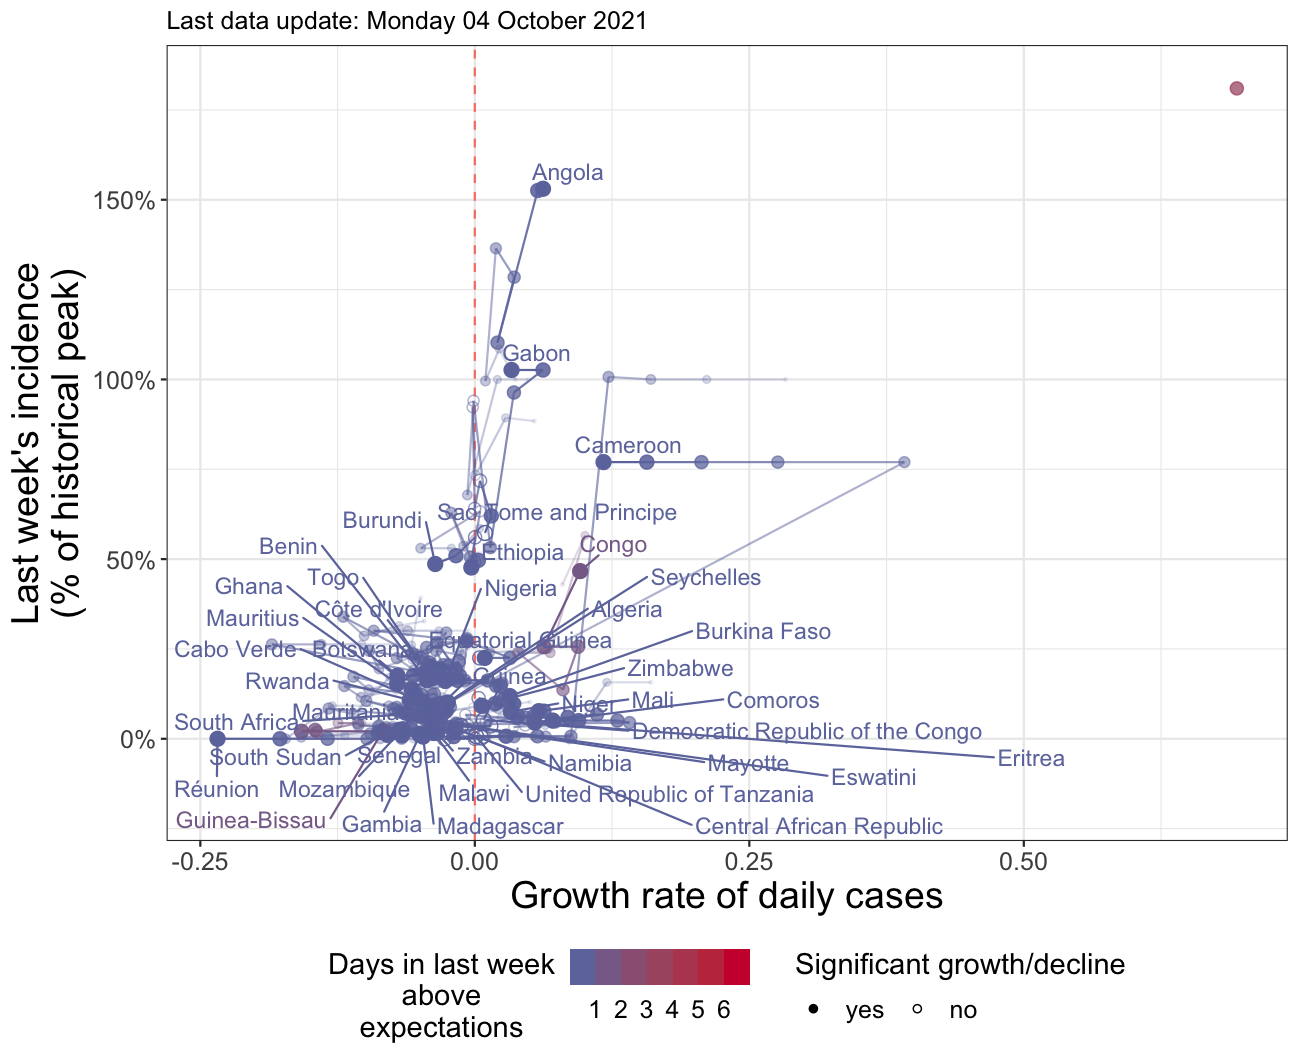 Last data update: Monday 04 October 2021
Last week's incidence
(% of historical peak)
150%
100%
50%
0%
Angola
Gabon
Cameroon
Sao Tome and Principe
Burundi
Congo
Ethiopia
Benin
Togo
Seychelles
Ghana
Nigeria
Côte d'Ivoire
Algeria
Mauritius
Burkina Faso
Equatorial Guinea
Cabo Verde
Botswana
Zimbabwe
Guinea
Rwanda
Niger
Mali
Comoros
Mauritania
South Africa
Democratic Republic of the Congo
South Sudan
Senegal
Zambia
Namibia
Mayotte
Eritrea
Eswatini
Réunion
Mozambique
Malawi
United Republic of Tanzania
Guinea-Bissau
Gambia
Madagascar
Central African Republic
-0.25
0.00
0.25
0.50
Growth rate of daily cases
Days in last week
above
expectations
1 2 3 4 5 6
Significant growth/decline
yes
no